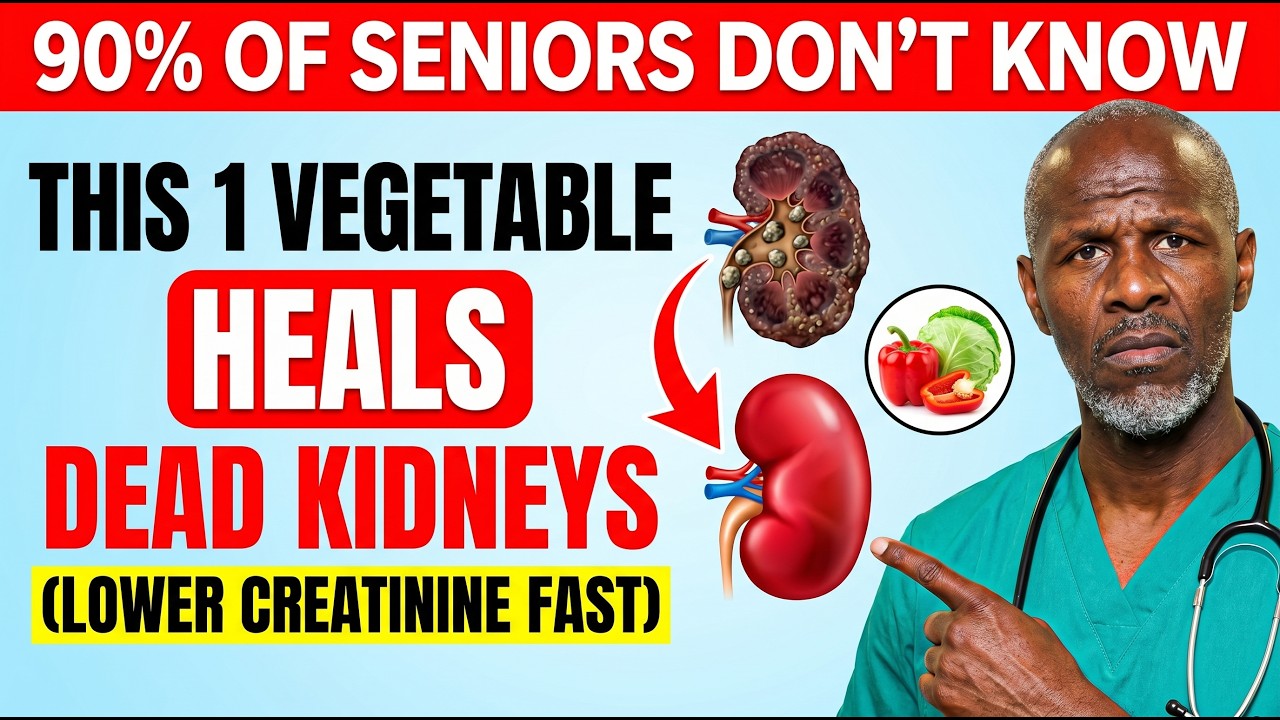 90% OF SENIORS DON’T KNOW
THIS 1 VEGETABLE
HEALS
DEAD KIDNEYS
(LOWER CREATININE FAST)